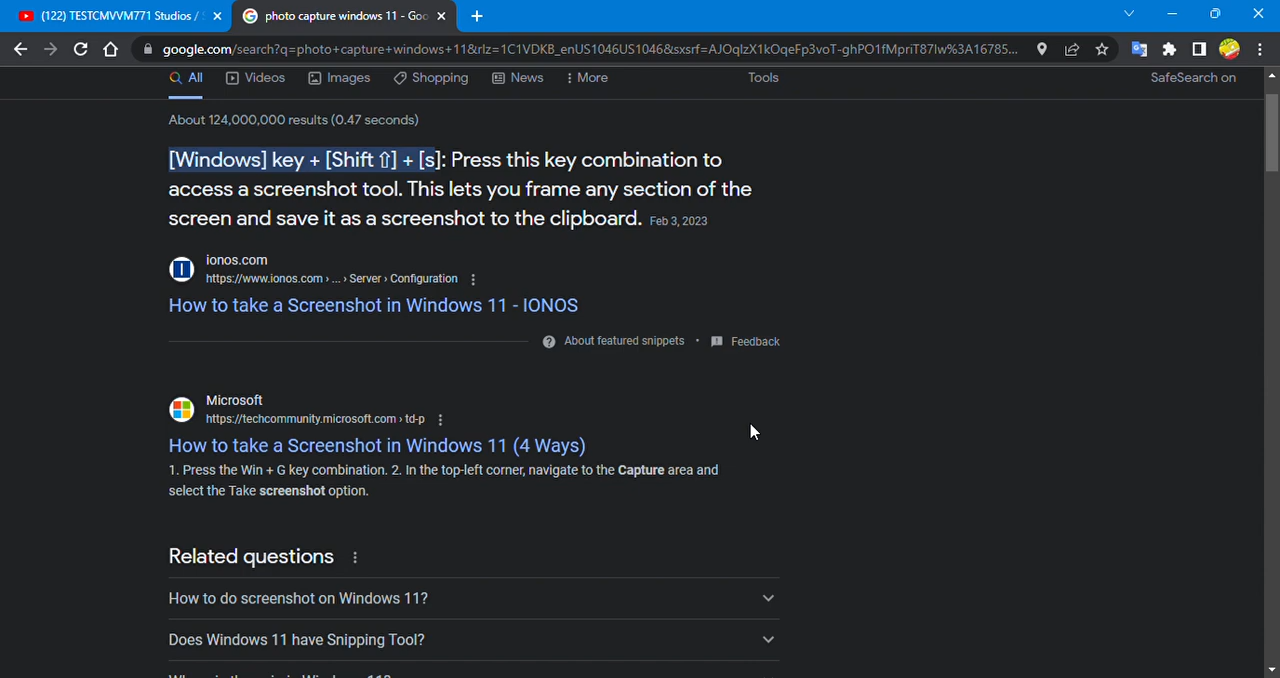 (122) TESTCMVVM771 Studios /
photo capture windows 11 - Goo
google.com/search?q=photo+capture+windows+11&rlz=1C1VDKB_enUS1046US1046&sxsrf=AJOqlzX1kOqeFp3voT-ghPO1fMpriT87lw%3A16785...
All Videos Images Shopping News More Tools SafeSearch on
About 124,000,000 results (0.47 seconds)
[Windows] key + [Shift ⇧] + [s]: Press this key combination to
access a screenshot tool. This lets you frame any section of the
screen and save it as a screenshot to the clipboard. Feb 3, 2023
ionos.com
https://www.ionos.com › ... › Server › Configuration
How to take a Screenshot in Windows 11 - IONOS
About featured snippets • Feedback
Microsoft
https://techcommunity.microsoft.com › td-p
How to take a Screenshot in Windows 11 (4 Ways)
1. Press the Win + G key combination. 2. In the top-left corner, navigate to the Capture area and
select the Take screenshot option.
Related questions
How to do screenshot on Windows 11?
Does Windows 11 have Snipping Tool?